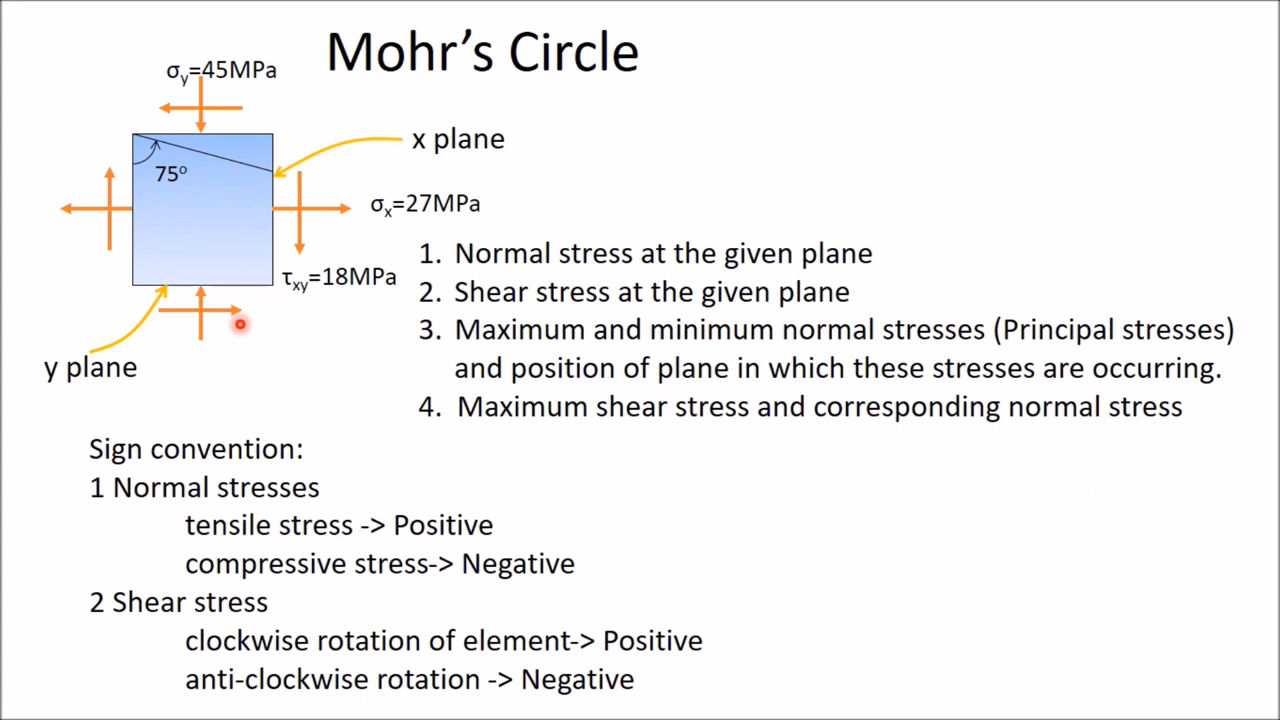 Mohr’s Circle
σy=45MPa
x plane
75o
σx=27MPa
τxy=18MPa
y plane
1. Normal stress at the given plane
2. Shear stress at the given plane
3. Maximum and minimum normal stresses (Principal stresses)
and position of plane in which these stresses are occurring.
4. Maximum shear stress and corresponding normal stress
Sign convention:
1 Normal stresses
tensile stress -> Positive
compressive stress-> Negative
2 Shear stress
clockwise rotation of element-> Positive
anti-clockwise rotation -> Negative